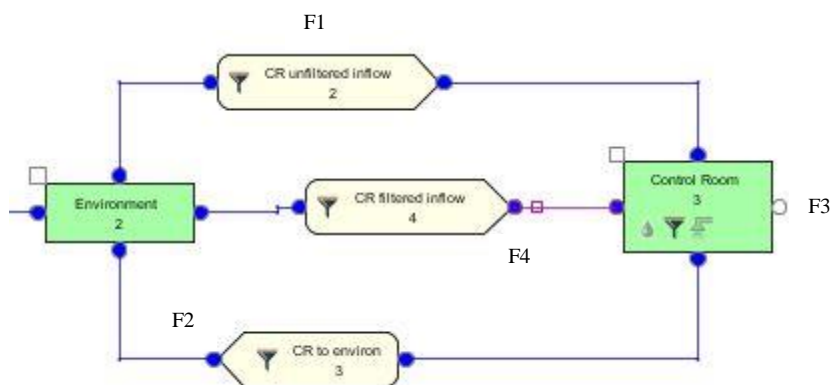 F1
CR unfiltered inflow
2
Environment
2
CR filtered inflow
4
Control Room
3
F3
F4
F2
CR to environ
3